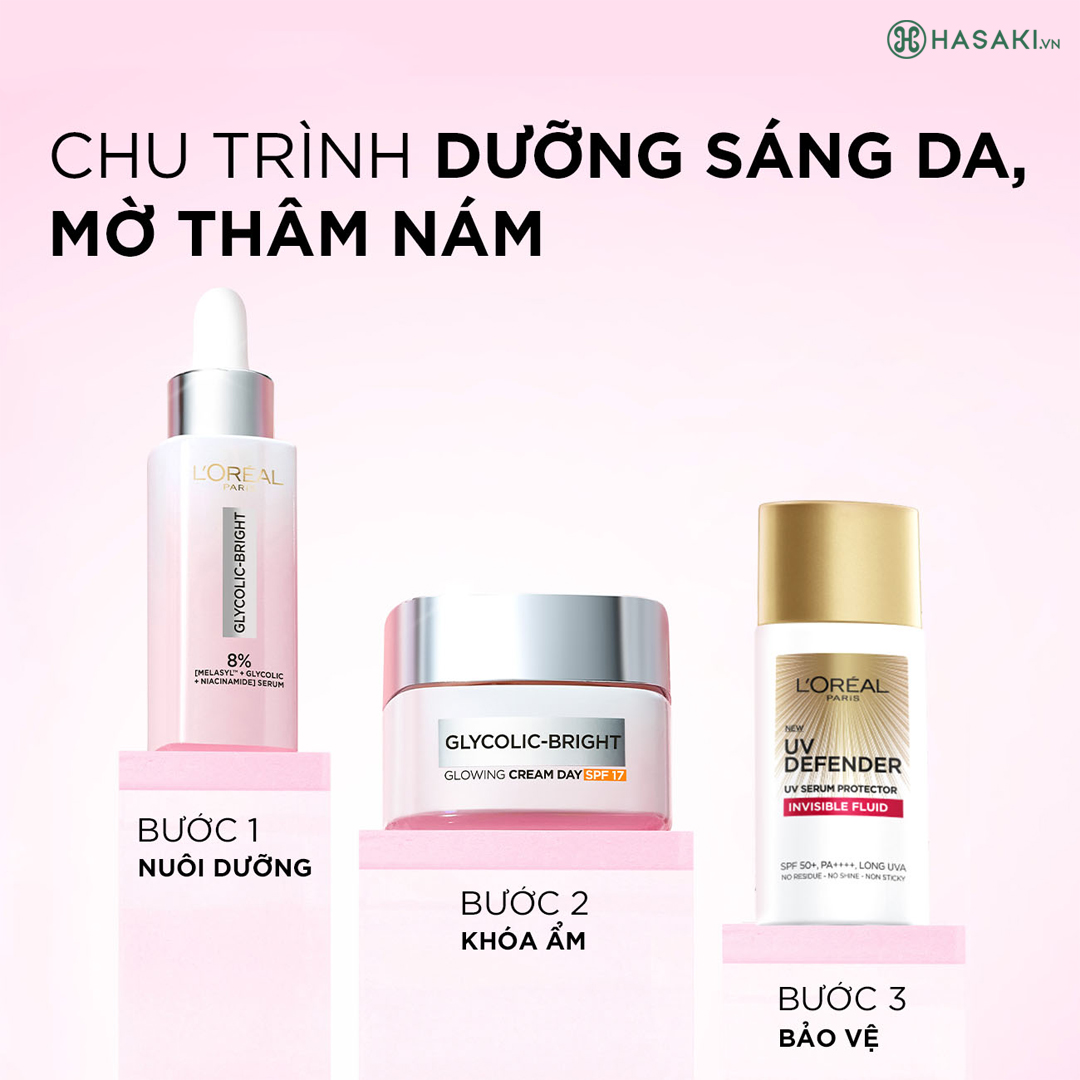 HASAKI.VN
CHU TRÌNH DƯỠNG SÁNG DA,
MỜ THÂM NÁM
L'ORÉAL
PARIS
GLYCOLIC-BRIGHT
8%
[MELASYL™ + GLYCOLIC
+ NIACINAMIDE] SERUM
BƯỚC 1
NUÔI DƯỠNG
GLYCOLIC-BRIGHT
GLOWING CREAM DAY SPF 17
BƯỚC 2
KHÓA ẨM
L'ORÉAL
PARIS
NEW
UV
DEFENDER
UV SERUM PROTECTOR
INVISIBLE FLUID
SPF 50+, PA++++, LONG UVA
NO RESIDUE - NO SHINE - NON STICKY
BƯỚC 3
BẢO VỆ